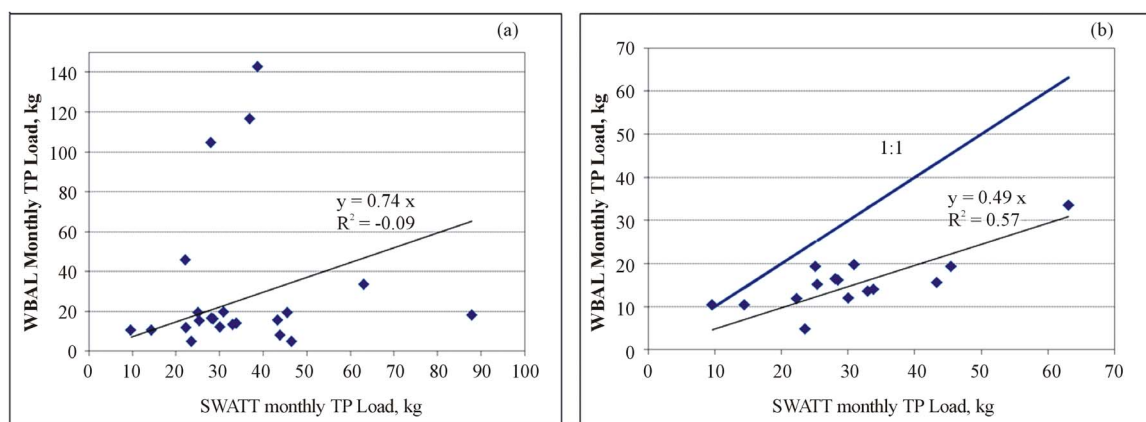 (a)
WBAL Monthly TP Load, kg
140
120
100
80
60
40
20
0
y = 0.74 x
R² = -0.09
0 10 20 30 40 50 60 70 80 90 100
SWATT monthly TP Load, kg
(b)
WBAL Monthly TP Load, kg
70
60
50
40
30
20
10
0
1:1
y = 0.49 x
R² = 0.57
0 10 20 30 40 50 60 70
SWATT monthly TP Load, kg